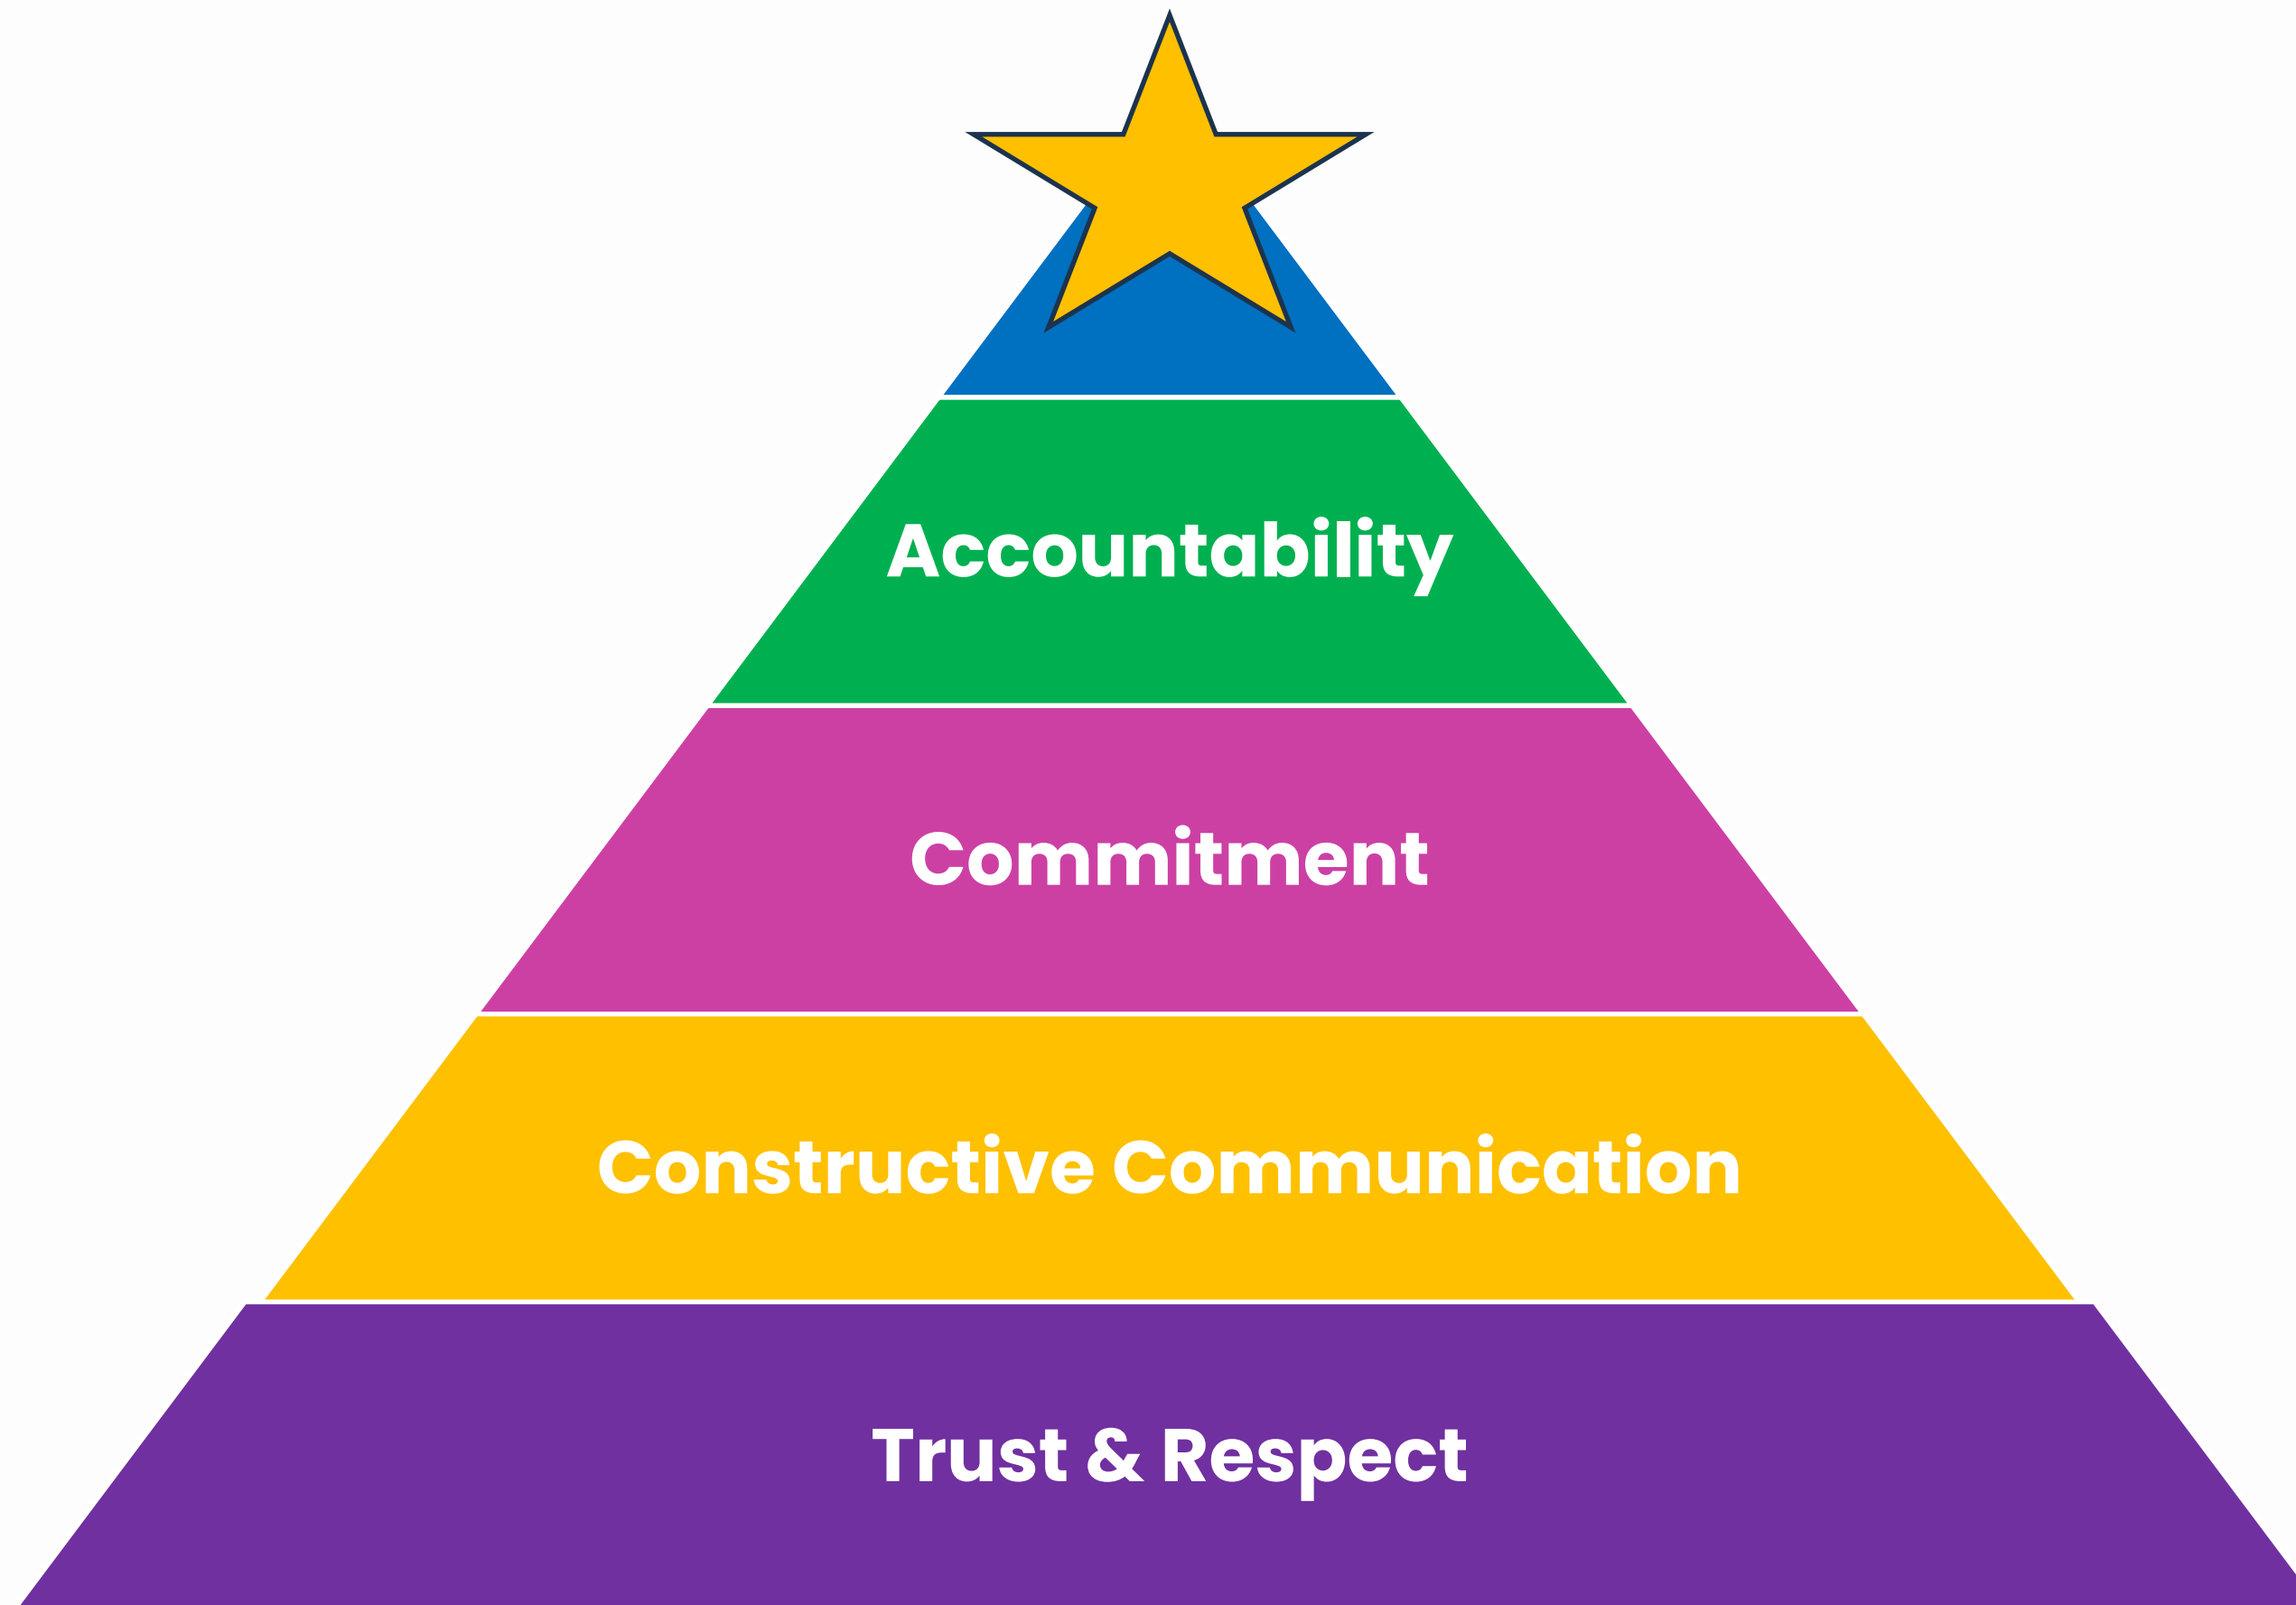 Accountability
Commitment
Constructive Communication
Trust & Respect